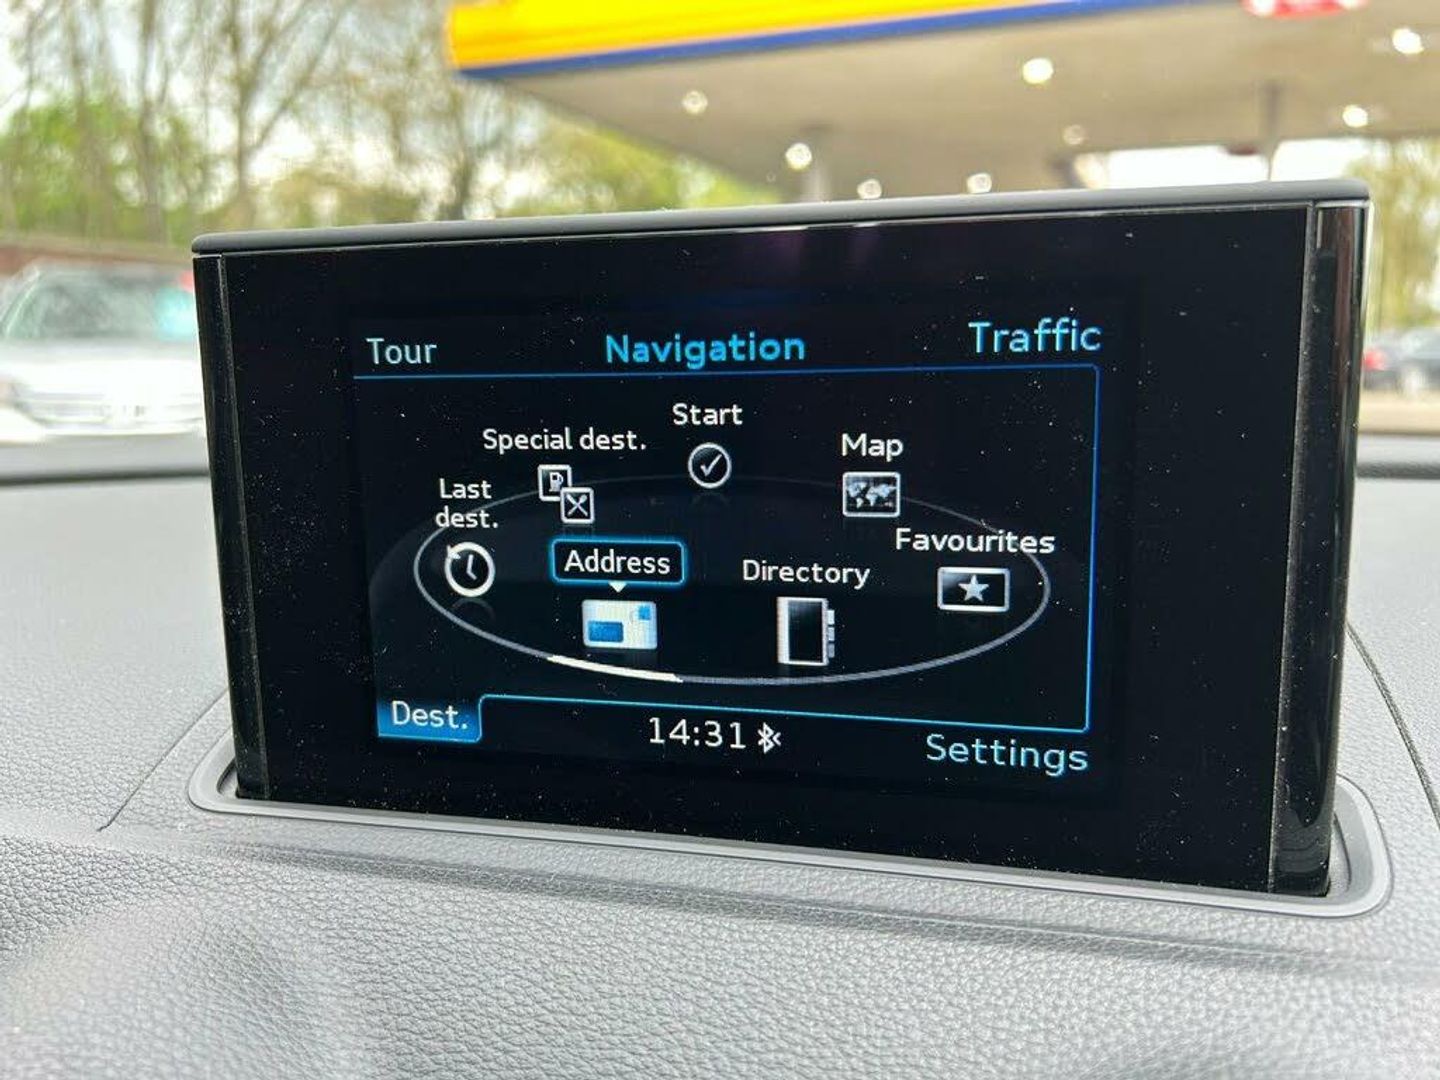 Tour
Navigation
Traffic
Start
Special dest.
Map
Last
dest.
Favourites
Address
Directory
Dest.
14:31
Settings